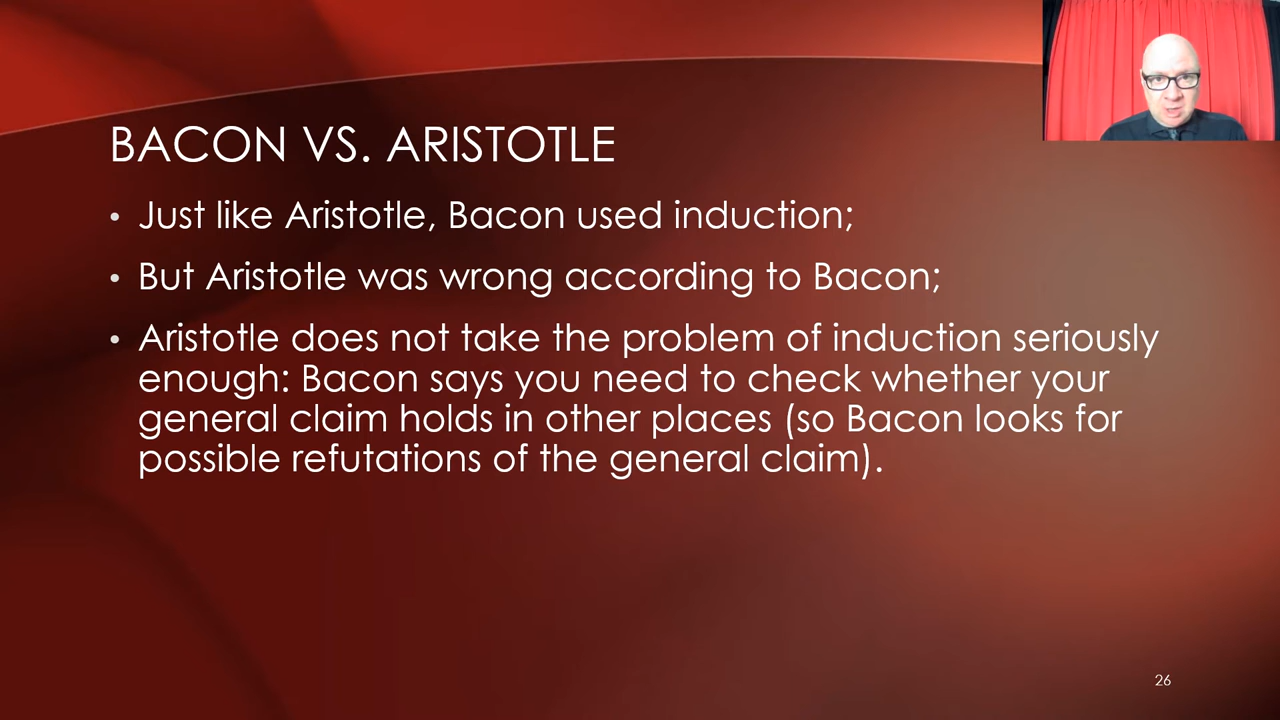 BACON VS. ARISTOTLE
• Just like Aristotle, Bacon used induction;
• But Aristotle was wrong according to Bacon;
• Aristotle does not take the problem of induction seriously
enough: Bacon says you need to check whether your
general claim holds in other places (so Bacon looks for
possible refutations of the general claim).
26